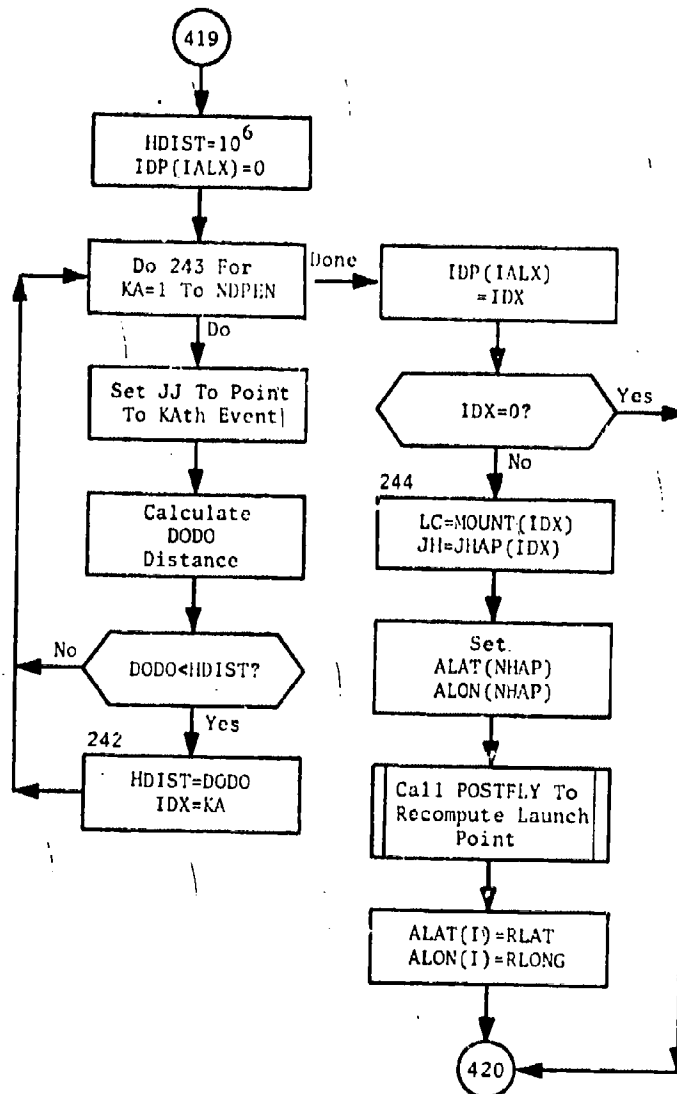 419
HDIST=10^6
IDP(IALX)=0
Do 243 For
KA=1 To NDPEN
Done
Do
Set JJ To Point
To KAth Event
Calculate
DODO
Distance
DODO<HDIST?
No
Yes
242
HDIST=DODO
IDX=KA
IDP(IALX)
=IDX
IDX=0?
Yes
No
244
LC=MOUNT(IDX)
JH=JHAP(IDX)
Set
ALAT(NHAP)
ALON(NHAP)
Call POSTFLY To
Recompute Launch
Point
ALAT(I)=RLAT
ALON(I)=RLONG
420